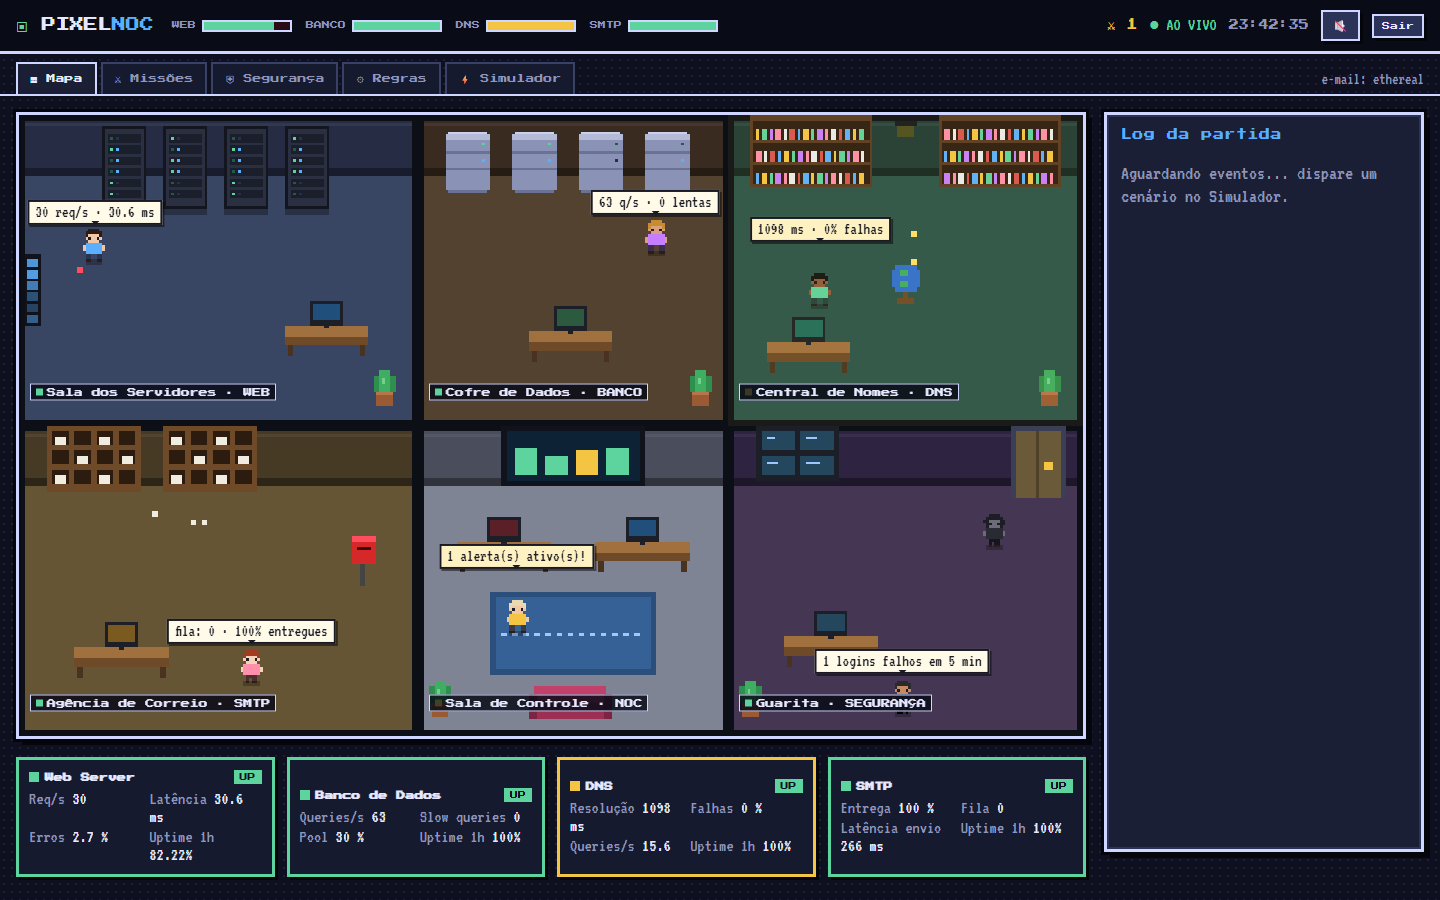 PIXELNOC WEB BANCO DNS SMTP 1 AO VIVO 23:42:35 Sair
Mapa Missões Segurança Regras Simulador e-mail: ethereal
30 req/s · 30.6 ms
63 q/s · 0 lentas
1098 ms · 0% falhas
Sala dos Servidores · WEB
Cofre de Dados · BANCO
Central de Nomes · DNS
1 alerta(s) ativo(s)!
fila: 0 · 100% entregues
1 logins falhos em 5 min
Agência de Correio · SMTP
Sala de Controle · NOC
Guarita · SEGURANÇA
Log da partida
Aguardando eventos... dispare um
cenário no Simulador.
Web Server UP
Req/s 30 Latência 30.6
ms
Erros 2.7 % Uptime 1h
82.22%
Banco de Dados UP
Queries/s 63 Slow queries 0
Pool 30 % Uptime 1h 100%
DNS UP
Resolução 1098 Falhas 0 %
ms
Queries/s 15.6 Uptime 1h 100%
SMTP UP
Entrega 100 % Fila 0
Latência envio Uptime 1h 100%
266 ms